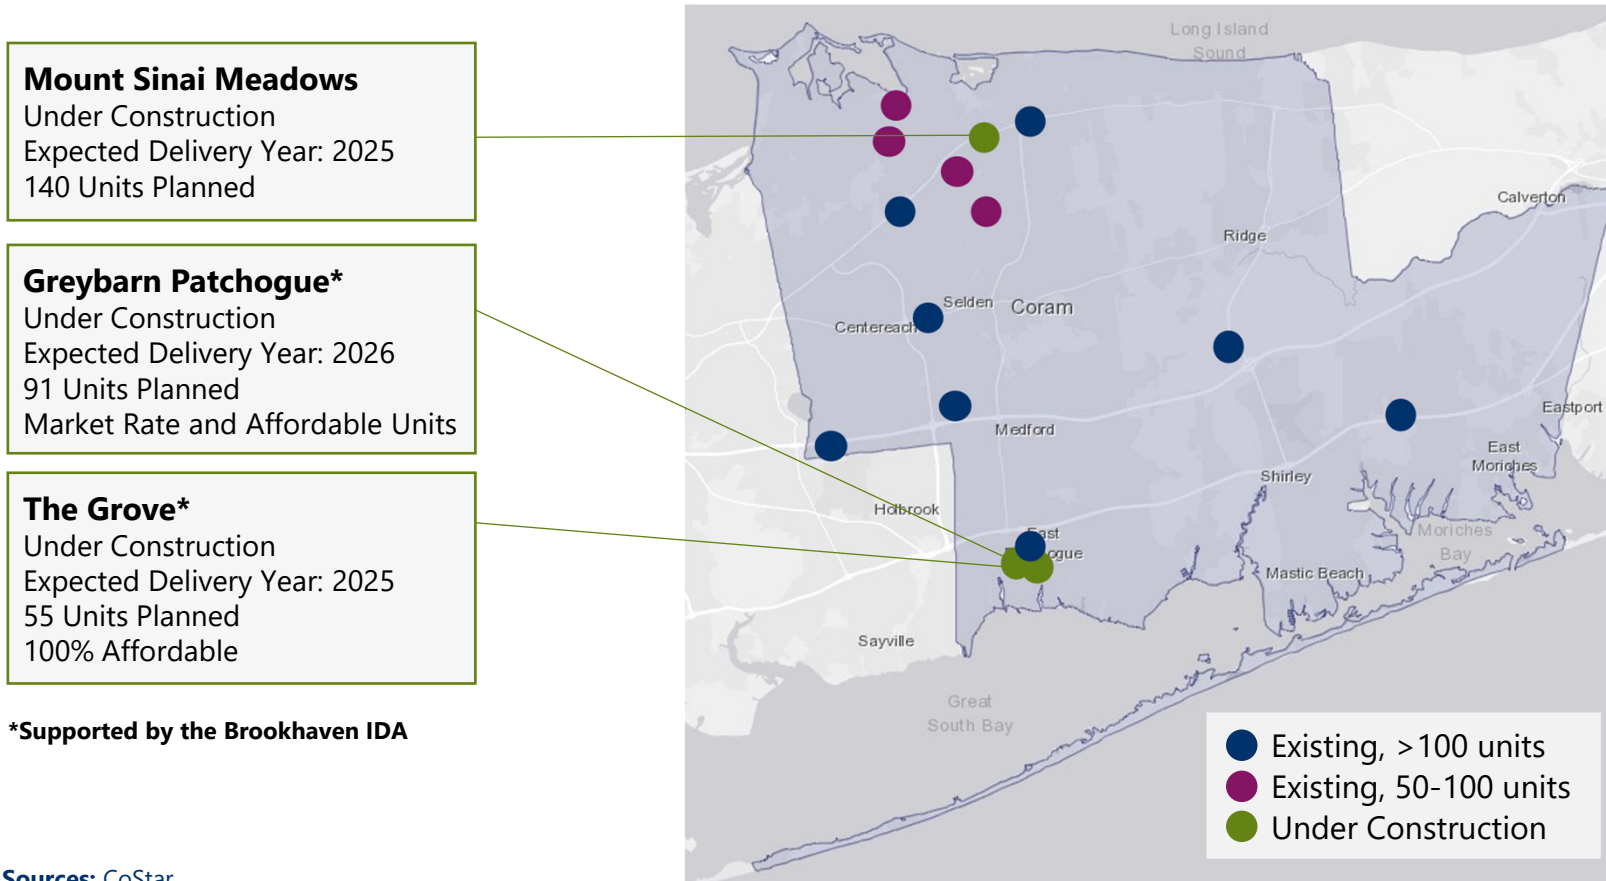 Mount Sinai Meadows
Under Construction
Expected Delivery Year: 2025
140 Units Planned
Greybarn Patchogue*
Under Construction
Expected Delivery Year: 2026
91 Units Planned
Market Rate and Affordable Units
The Grove*
Under Construction
Expected Delivery Year: 2025
55 Units Planned
100% Affordable
*Supported by the Brookhaven IDA
Sources: CoStar
Long Island
Sound
Calverton
Ridge
Selden
Coram
Centereach
Eastport
Medford
East
Moriches
Shirley
Holbrook
Moriches
Bay
East
ogue
Mastic Beach
Sayville
Great
South Bay
Existing, >100 units
Existing, 50-100 units
Under Construction